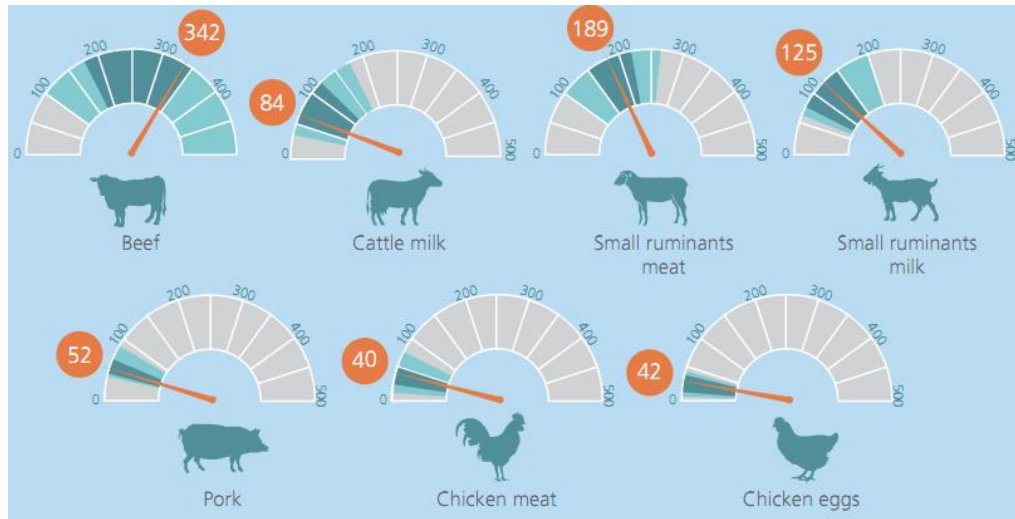 342
0 100 200 300 400
Beef
84
0 100 200 300 400 500
Cattle milk
189
0 100 200 300 400 500
Small ruminants
meat
125
0 100 200 300 400 500
Small ruminants
milk
52
0 100 200 300 400 500
Pork
40
0 100 200 300 400 500
Chicken meat
42
0 100 200 300 400 500
Chicken eggs